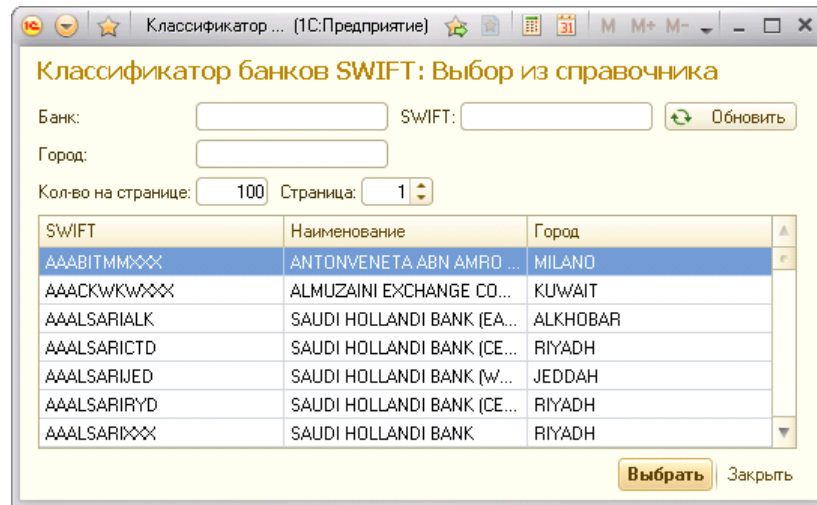 1С Классификатор ... (1С:Предприятие) 31 M M+ M-
Классификатор банков SWIFT: Выбор из справочника
Банк: SWIFT: Обновить
Город:
Кол-во на странице: 100 Страница: 1
SWIFT Наименование Город
AAABITMMXXX ANTONVENETA ABN AMRO ... MILANO
AAACKWKWXXX ALMUZAINI EXCHANGE CO... KUWAIT
AAALSARIALK SAUDI HOLLANDI BANK (EA... ALKHOBAR
AAALSARICTD SAUDI HOLLANDI BANK (CE... RIYADH
AAALSARIJED SAUDI HOLLANDI BANK (W... JEDDAH
AAALSARIRYD SAUDI HOLLANDI BANK (CE... RIYADH
AAALSARIXXX SAUDI HOLLANDI BANK RIYADH
Выбрать Закрыть